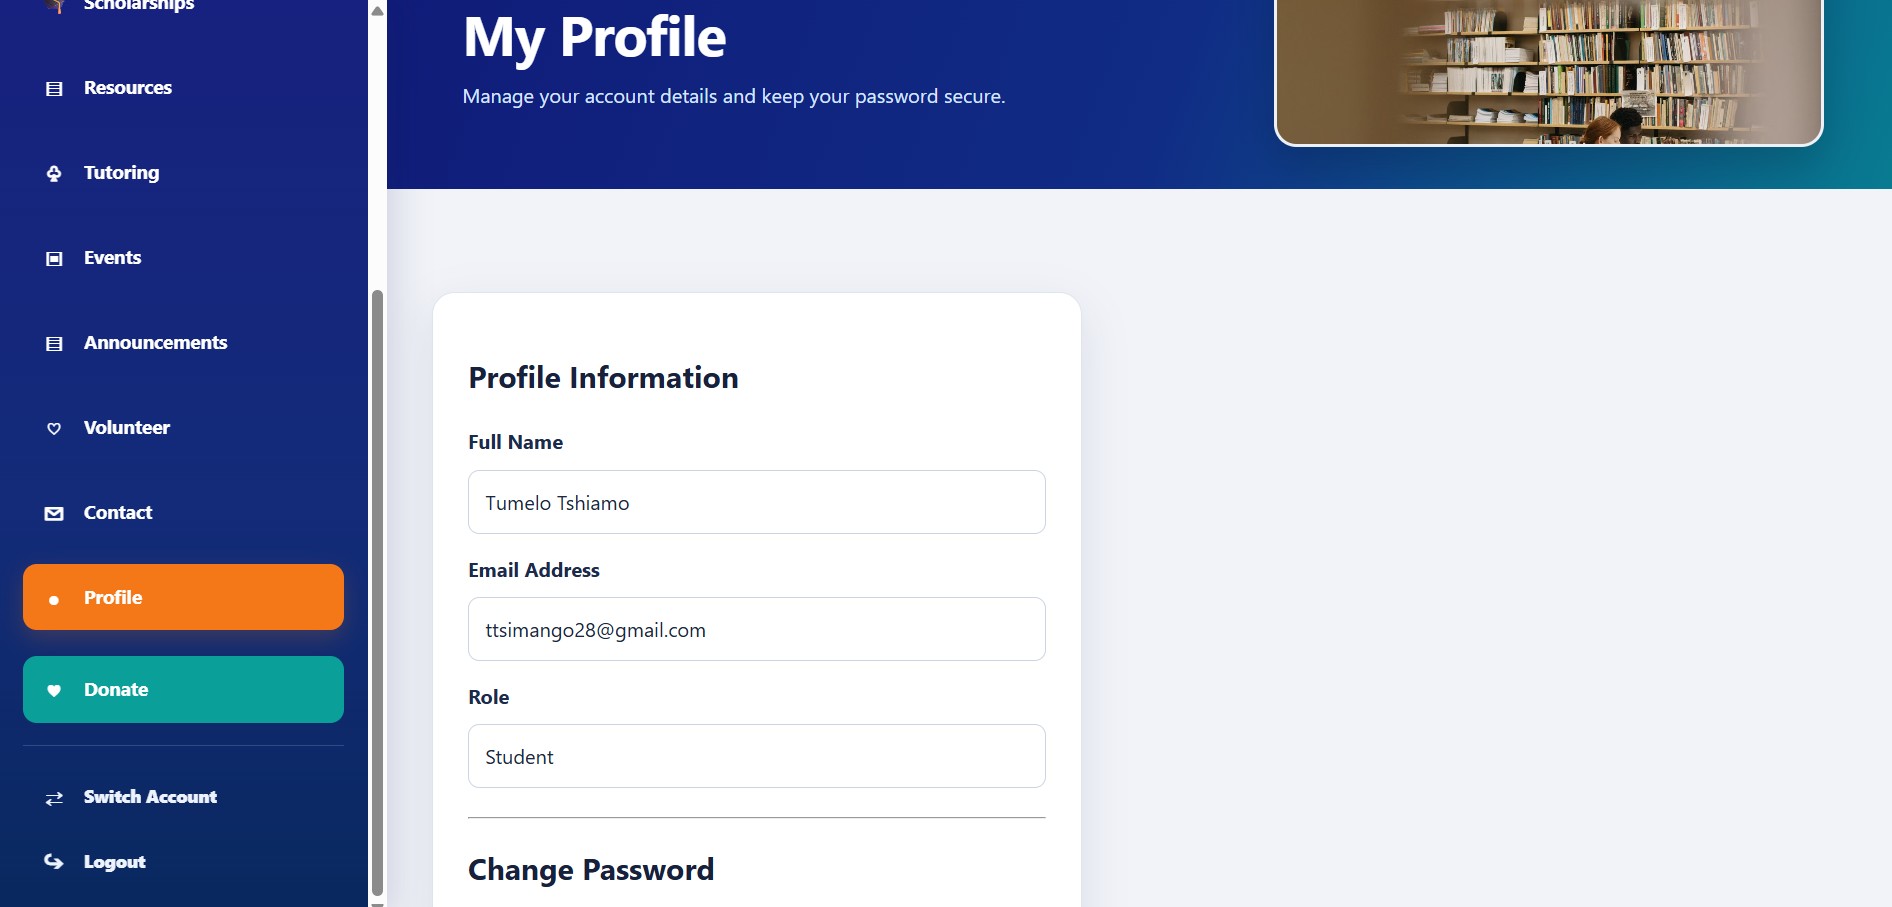 Scholarships
Resources
Tutoring
Events
Announcements
Volunteer
Contact
Profile
Donate
Switch Account
Logout
My Profile
Manage your account details and keep your password secure.
Profile Information
Full Name
Tumelo Tshiamo
Email Address
ttsimango28@gmail.com
Role
Student
Change Password